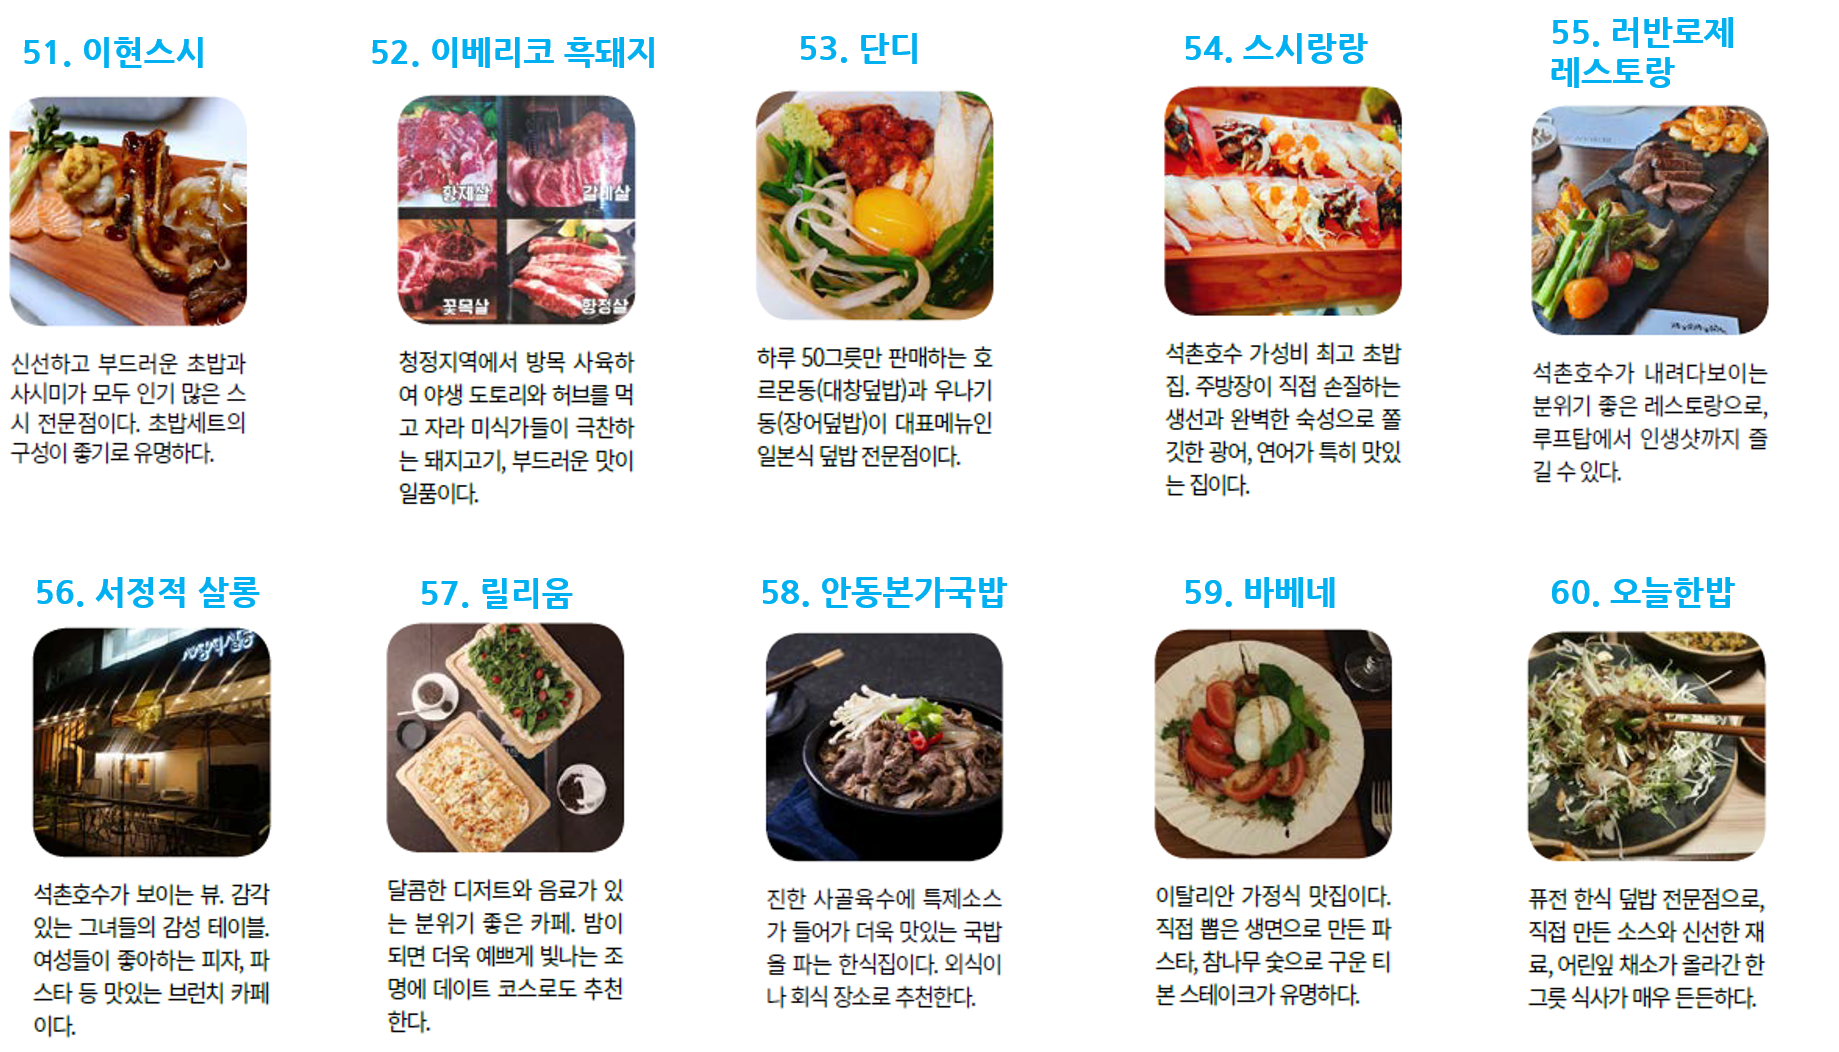 51. 이현스시
신선하고 부드러운 초밥과
사시미가 모두 인기 많은 스
시 전문점이다. 초밥세트의
구성이 좋기로 유명하다.
52. 이베리코 흑돼지
황제살
갈비살
꽃목살
황정살
청정지역에서 방목 사육하
여 야생 도토리와 허브를 먹
고 자라 미식가들이 극찬하
는 돼지고기, 부드러운 맛이
일품이다.
53. 단디
하루 50그릇만 판매하는 호
르몬동(대창덮밥)과 우나기
동(장어덮밥)이 대표메뉴인
일본식 덮밥 전문점이다.
54. 스시랑랑
석촌호수 가성비 최고 초밥
집. 주방장이 직접 손질하는
생선과 완벽한 숙성으로 쫄
깃한 광어, 연어가 특히 맛있
는 집이다.
55. 러반로제
레스토랑
석촌호수가 내려다보이는
분위기 좋은 레스토랑으로,
루프탑에서 인생샷까지 즐
길 수 있다.
56. 서정적 살롱
서정적살롱
석촌호수가 보이는 뷰. 감각
있는 그녀들의 감성 테이블.
여성들이 좋아하는 피자, 파
스타 등 맛있는 브런치 카페
이다.
57. 릴리움
달콤한 디저트와 음료가 있
는 분위기 좋은 카페. 밤이
되면 더욱 예쁘게 빛나는 조
명에 데이트 코스로도 추천
한다.
58. 안동본가국밥
진한 사골육수에 특제소스
가 들어가 더욱 맛있는 국밥
을 파는 한식집이다. 외식이
나 회식 장소로 추천한다.
59. 바베네
이탈리안 가정식 맛집이다.
직접 뽑은 생면으로 만든 파
스타, 참나무 숯으로 구운 티
본 스테이크가 유명하다.
60. 오늘한밥
퓨전 한식 덮밥 전문점으로,
직접 만든 소스와 신선한 재
료, 어린잎 채소가 올라간 한
그릇 식사가 매우 든든하다.